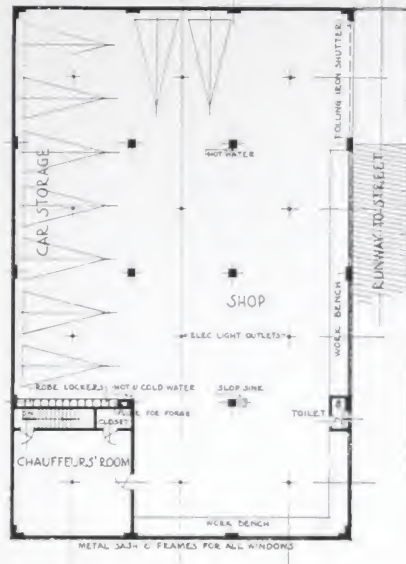 ROLLING IRON SHUTTER
HOT WATER
CAR STORAGE
RUNWAY TO STREET
SHOP
WORK BENCH
ELEC LIGHT OUTLETS
ROBE LOCKERS
HOT & COLD WATER
SLOP SINK
FLUE FOR FORGE
TOILET
DN
CLOSET
CHAUFFEURS' ROOM
WORK BENCH
METAL SASH & FRAMES FOR ALL WINDOWS